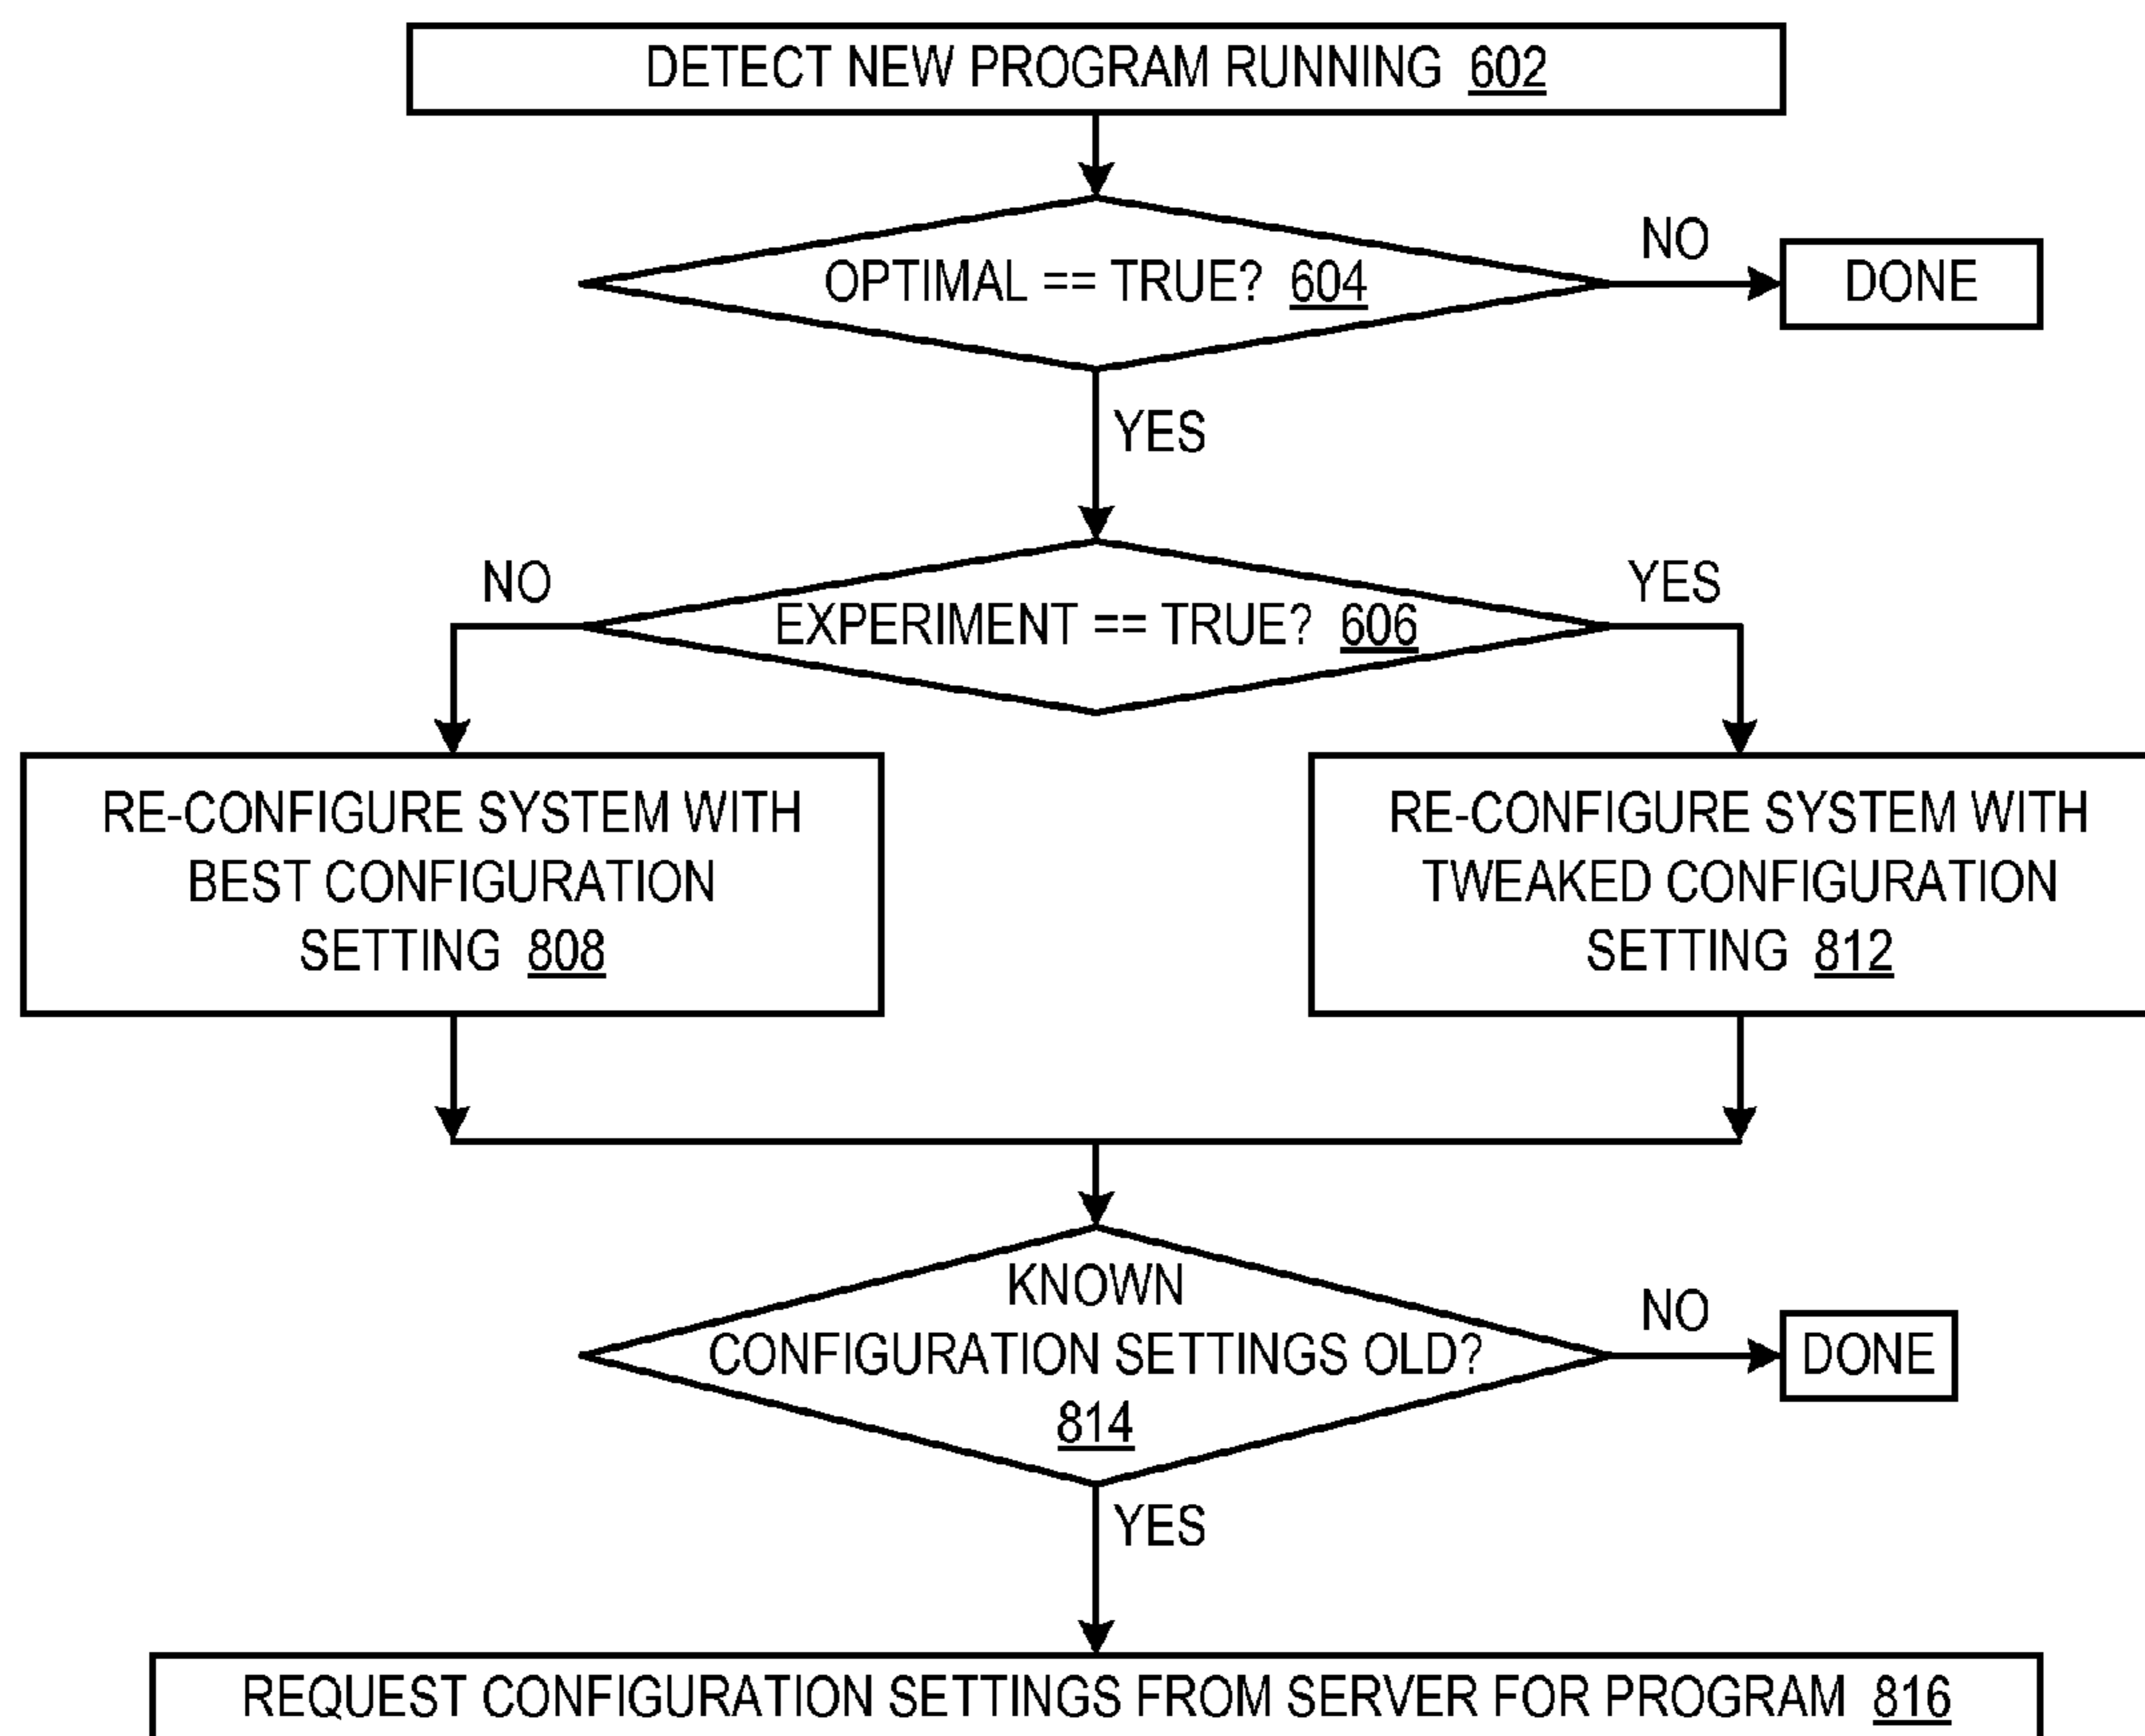 DETECT NEW PROGRAM RUNNING 602
OPTIMAL == TRUE? 604
NO
DONE
YES
EXPERIMENT == TRUE? 606
NO
YES
RE-CONFIGURE SYSTEM WITH
BEST CONFIGURATION
SETTING 808
RE-CONFIGURE SYSTEM WITH
TWEAKED CONFIGURATION
SETTING 812
KNOWN
CONFIGURATION SETTINGS OLD?
814
NO
DONE
YES
REQUEST CONFIGURATION SETTINGS FROM SERVER FOR PROGRAM 816